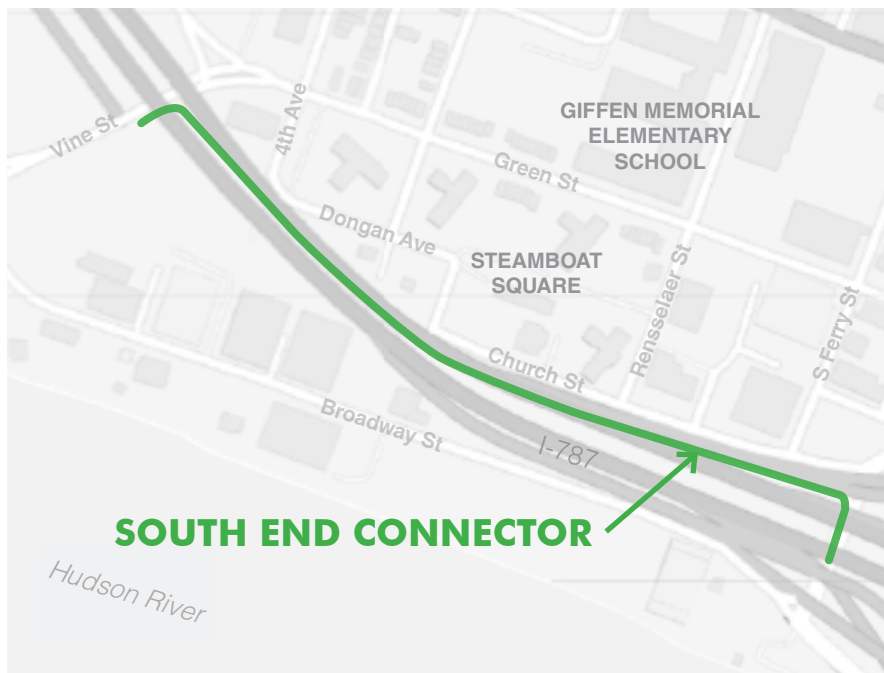 GIFFEN MEMORIAL
ELEMENTARY
SCHOOL
Vine St
4th Ave
Green St
Dongan Ave
STEAMBOAT
SQUARE
Rensselaer St
S Ferry St
Church St
Broadway St
I-787
SOUTH END CONNECTOR
Hudson River